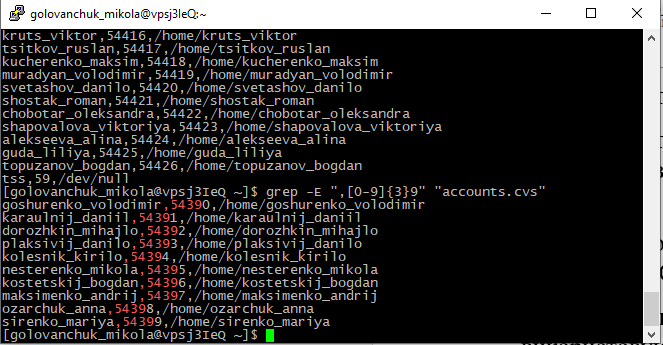 golovanchuk_mikola@vpsj3leQ:~
kruts_viktor,54416,/home/kruts_viktor
tsitkov_ruslan,54417,/home/tsitkov_ruslan
kucherenko_maksim,54418,/home/kucherenko_maksim
muradyan_volodimir,54419,/home/muradyan_volodimir
svetashov_danilo,54420,/home/svetashov_danilo
shostak_roman,54421,/home/shostak_roman
chobotar_oleksandra,54422,/home/chobotar_oleksandra
shapovalova_viktoriya,54423,/home/shapovalova_viktoriya
alekseeva_alina,54424,/home/alekseeva_alina
guda_liliya,54425,/home/guda_liliya
topuzanov_bogdan,54426,/home/topuzanov_bogdan
tss,59,/dev/null
[golovanchuk_mikola@vpsj3IeQ ~]$ grep -E ",[0-9]{3}9" "accounts.cvs"
goshurenko_volodimir,54390,/home/goshurenko_volodimir
karaulnij_daniil,54391,/home/karaulnij_daniil
dorozhkin_mihajlo,54392,/home/dorozhkin_mihajlo
plaksivij_danilo,54393,/home/plaksivij_danilo
kolesnik_kirilo,54394,/home/kolesnik_kirilo
nesterenko_mikola,54395,/home/nesterenko_mikola
kostetskij_bogdan,54396,/home/kostetskij_bogdan
maksimenko_andrij,54397,/home/maksimenko_andrij
ozarchuk_anna,54398,/home/ozarchuk_anna
sirenko_mariya,54399,/home/sirenko_mariya
[golovanchuk_mikola@vpsj3IeQ ~]$